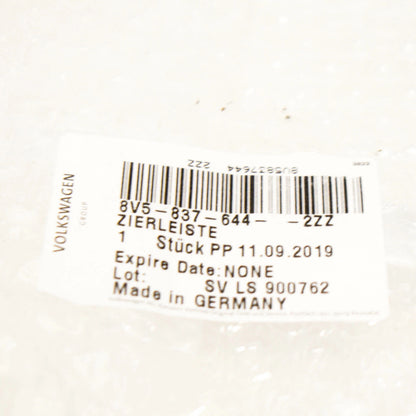 VOLKSWAGEN
GROUP
8V5837644 2ZZ
8V5-837-644- -2ZZ
ZIERLEISTE
1 Stück PP 11.09.2019
Expire Date:NONE
Lot: SV LS 900762
Made in GERMANY